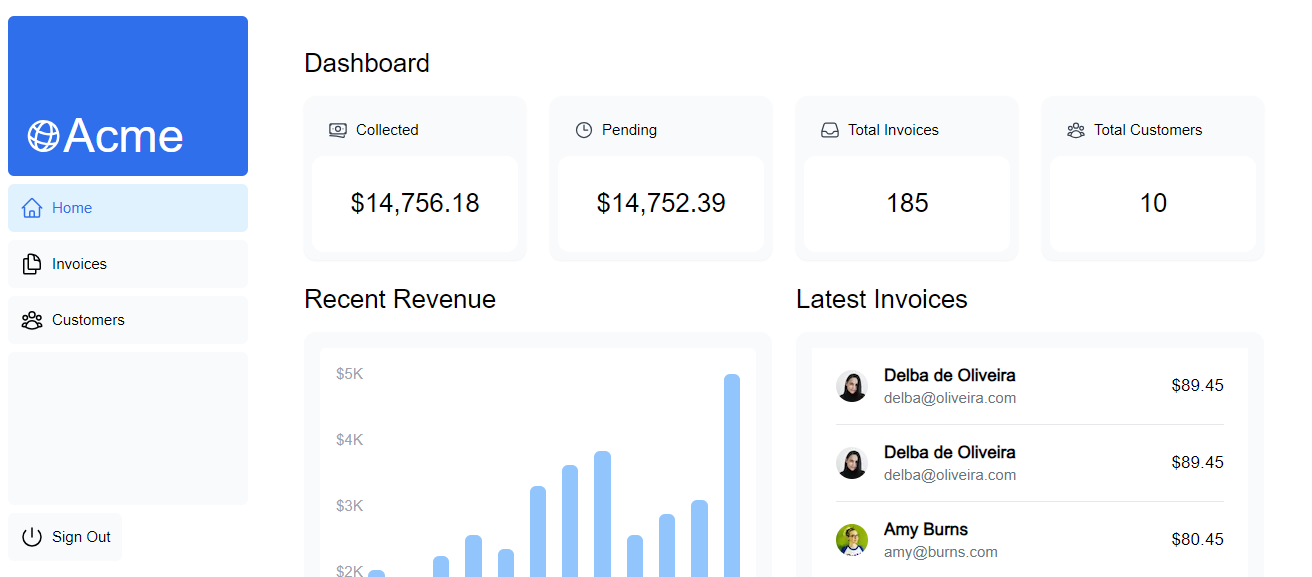 Acme
Home
Invoices
Customers
Sign Out
Dashboard
Collected
$14,756.18
Pending
$14,752.39
Total Invoices
185
Total Customers
10
Recent Revenue
$5K
$4K
$3K
$2K
Latest Invoices
Delba de Oliveira
delba@oliveira.com
$89.45
Delba de Oliveira
delba@oliveira.com
$89.45
Amy Burns
amy@burns.com
$80.45